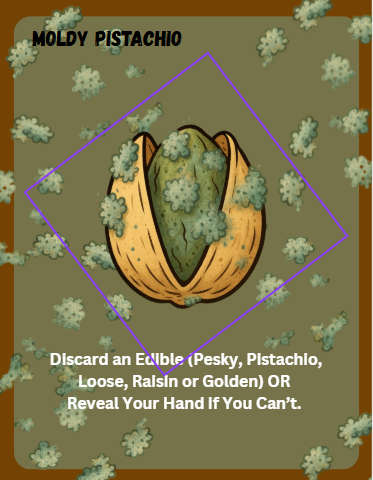 MOLDY PISTACHIO
Discard an Edible (Pesky, Pistachio,
Loose, Raisin or Golden) OR
Reveal Your Hand if You Can't.